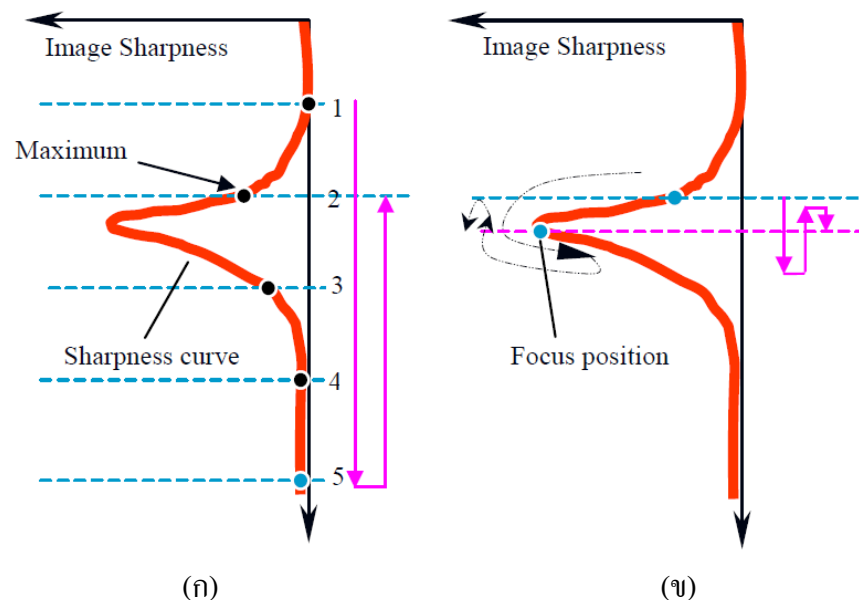 Image Sharpness
1
Maximum
2
3
Sharpness curve
4
5
(ก)
Image Sharpness
Focus position
(ข)